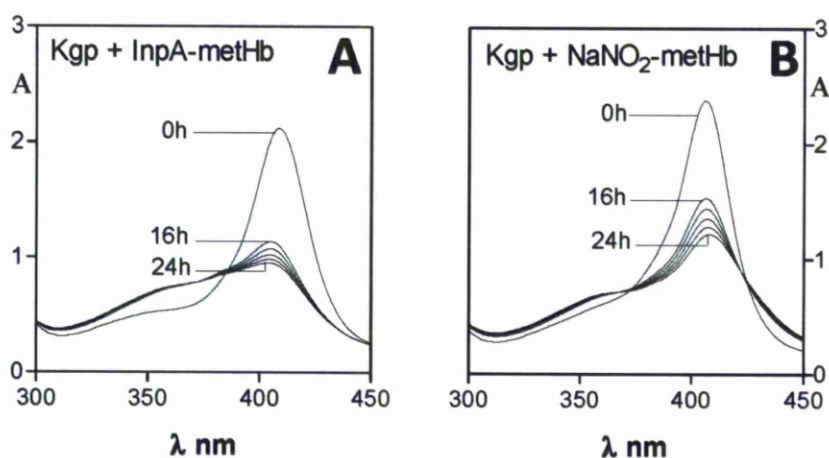 Kgp + InpA-metHb
A
A
3
2
1
0
0h
16h
24h
300
350
400
450
λ nm
Kgp + NaNO₂-metHb
B
A
3
2
1
0
0h
16h
24h
300
350
400
450
λ nm